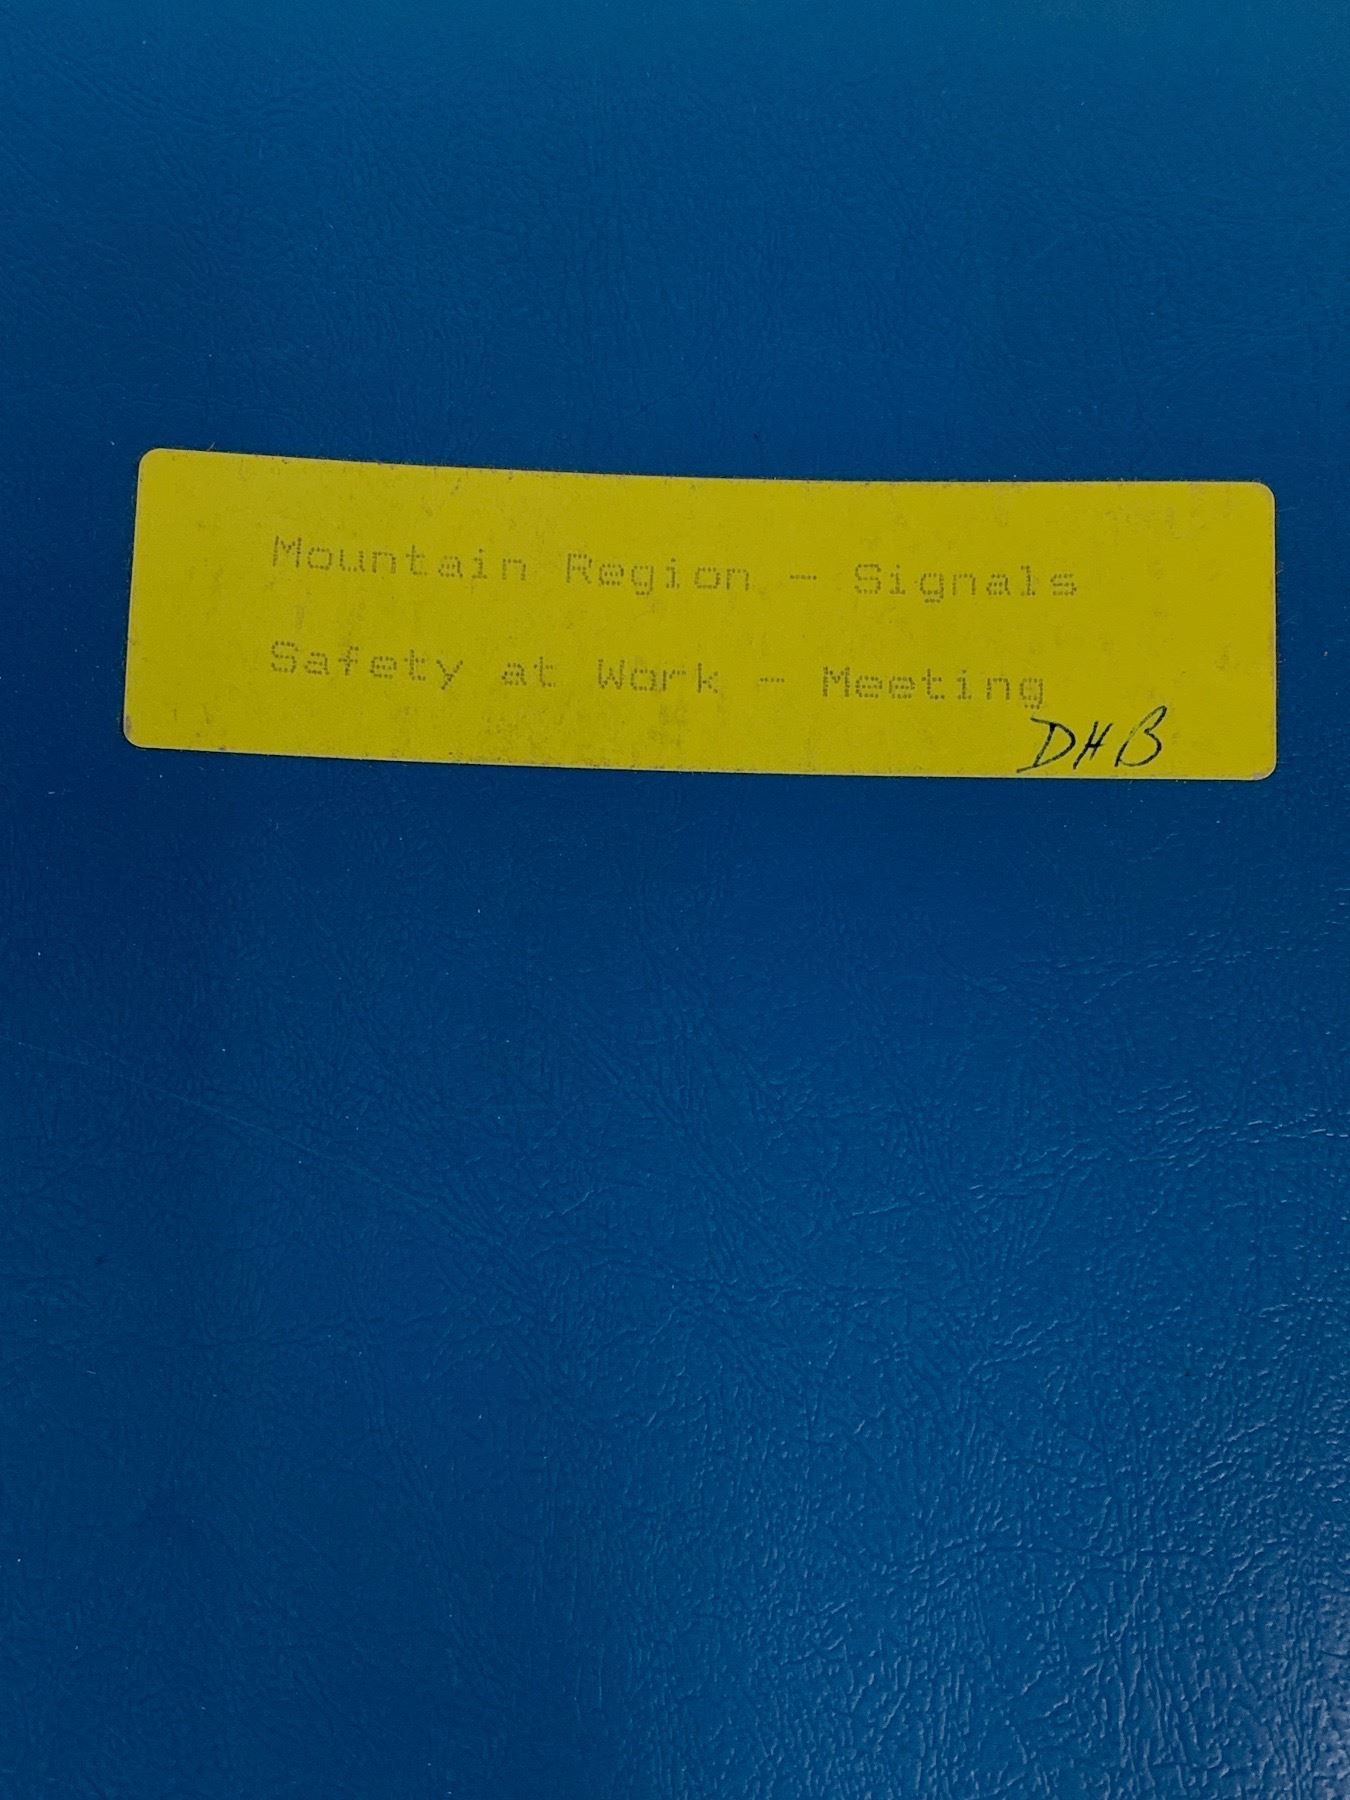 Mountain Region - Signals
Safety at Work - Meeting
DHB